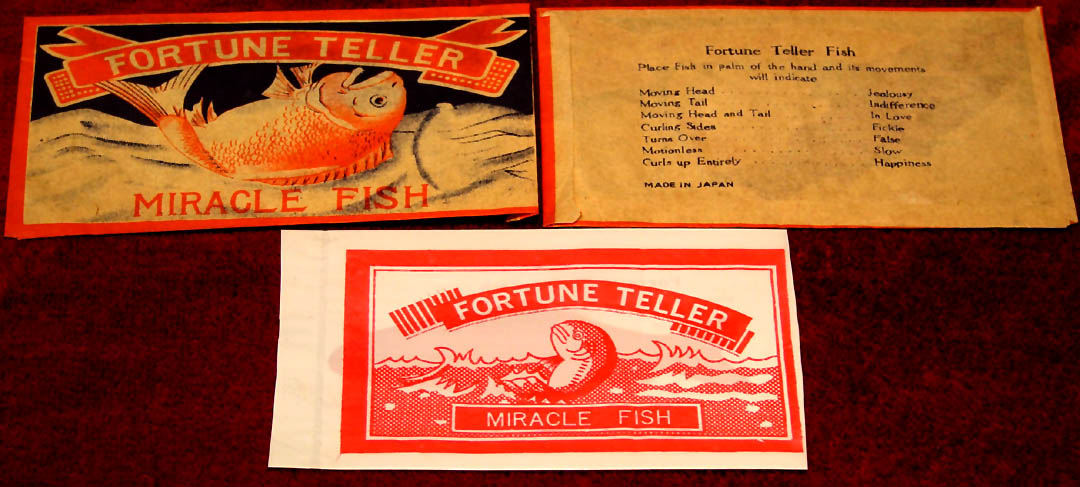 FORTUNE TELLER
MIRACLE FISH
Fortune Teller Fish
Place Fish in palm of the hand and its movements
will indicate
Moving Head .......... Jealousy
Moving Tail .......... Indifference
Moving Head and Tail .......... In Love
Curling Sides .......... Fickle
Turns Over .......... False
Motionless .......... Slow
Curls up Entirely .......... Happiness
MADE IN JAPAN
FORTUNE TELLER
MIRACLE FISH